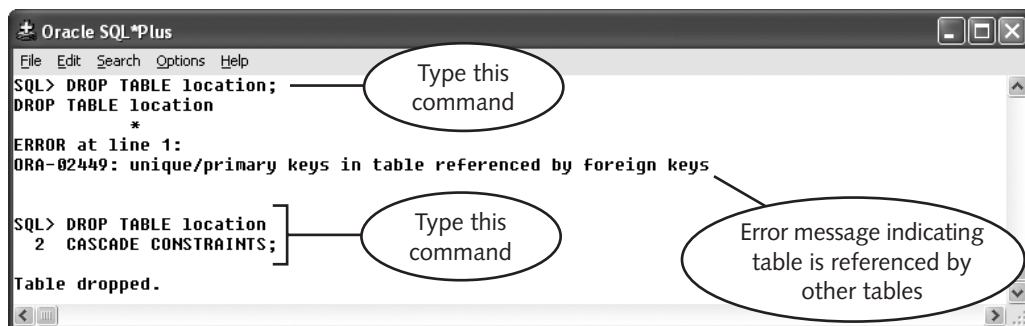 Oracle SQL*Plus
File Edit Search Options Help
SQL> DROP TABLE location;
Type this
command
DROP TABLE location
*
ERROR at line 1:
ORA-02449: unique/primary keys in table referenced by foreign keys
SQL> DROP TABLE location
2 CASCADE CONSTRAINTS;
Type this
command
Error message indicating
table is referenced by
other tables
Table dropped.